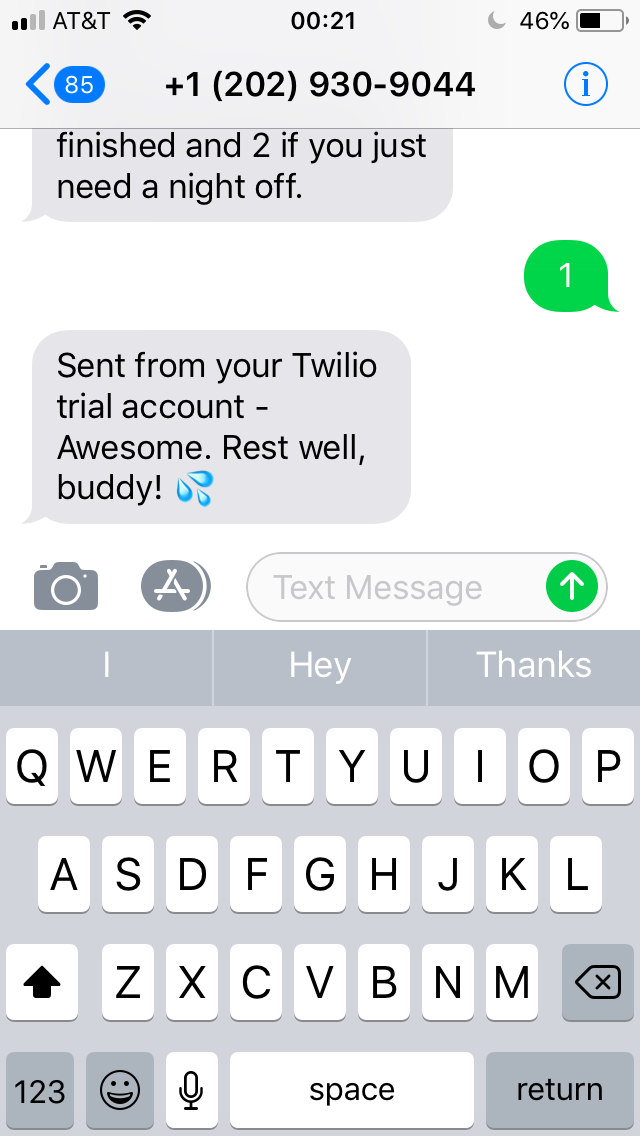 AT&T 00:21 46%
85 +1 (202) 930-9044 i
finished and 2 if you just
need a night off.
1
Sent from your Twilio
trial account -
Awesome. Rest well,
buddy! 💦
Text Message
I Hey Thanks
Q W E R T Y U I O P
A S D F G H J K L
Z X C V B N M
123 space return